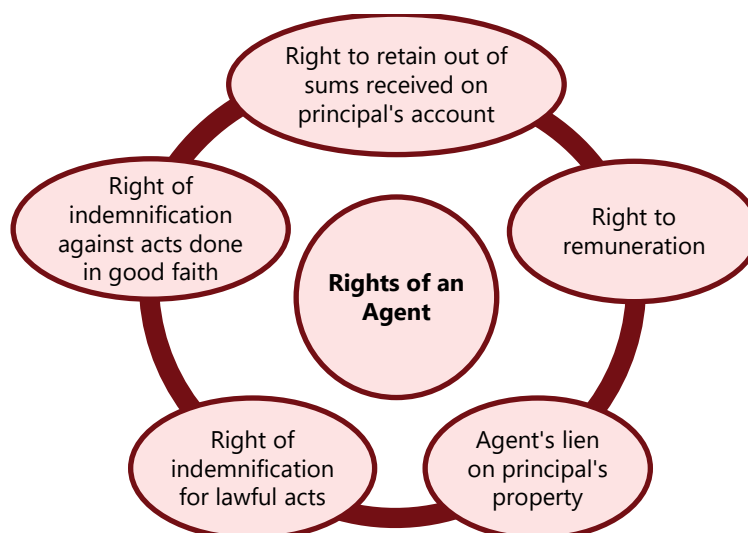 Right to retain out of
sums received on
principal's account
Right to
remuneration
Agent's lien
on principal's
property
Right of
indemnification
for lawful acts
Right of
indemnification
against acts done
in good faith
Rights of an
Agent